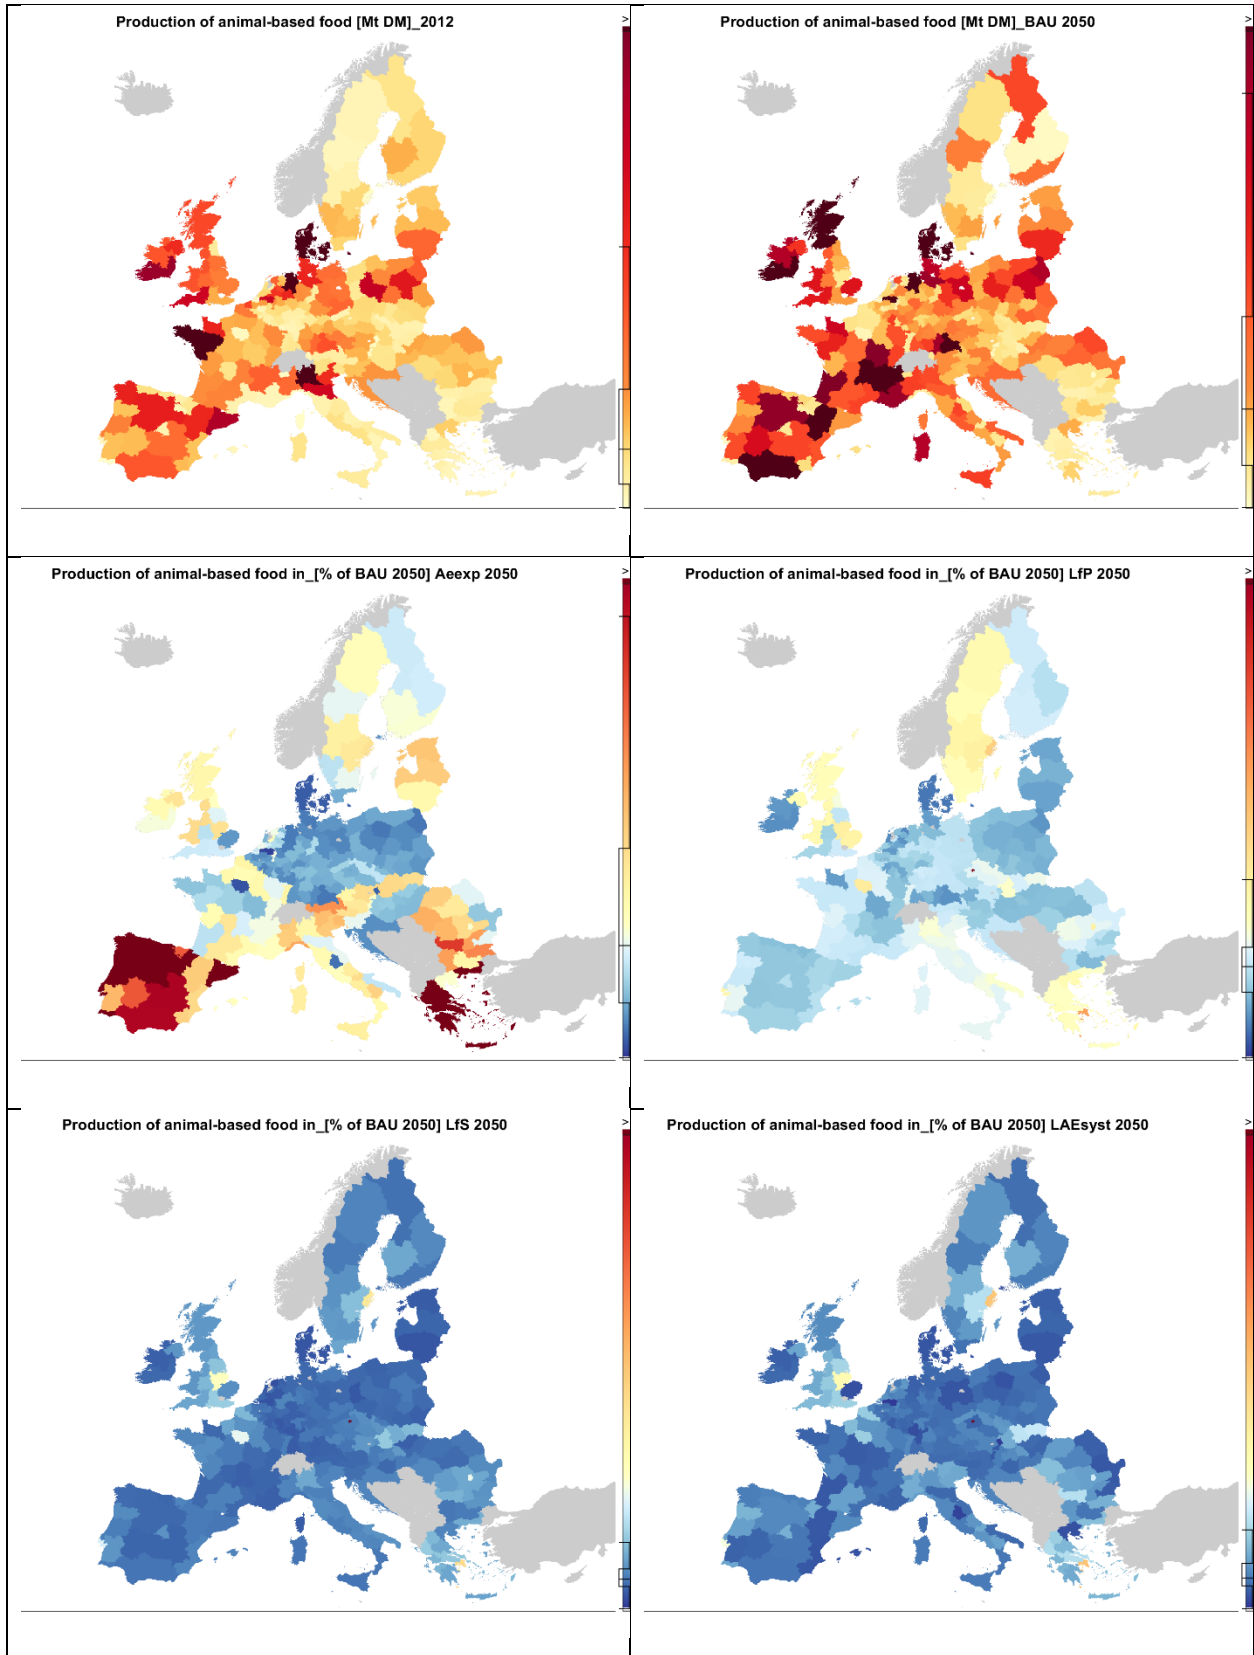 Production of animal-based food [Mt DM]_2012
>
Production of animal-based food [Mt DM]_BAU 2050
>
Production of animal-based food in_[% of BAU 2050] Aeexp 2050
>
Production of animal-based food in_[% of BAU 2050] LfP 2050
>
Production of animal-based food in_[% of BAU 2050] LfS 2050
>
Production of animal-based food in_[% of BAU 2050] LAEsyst 2050
>